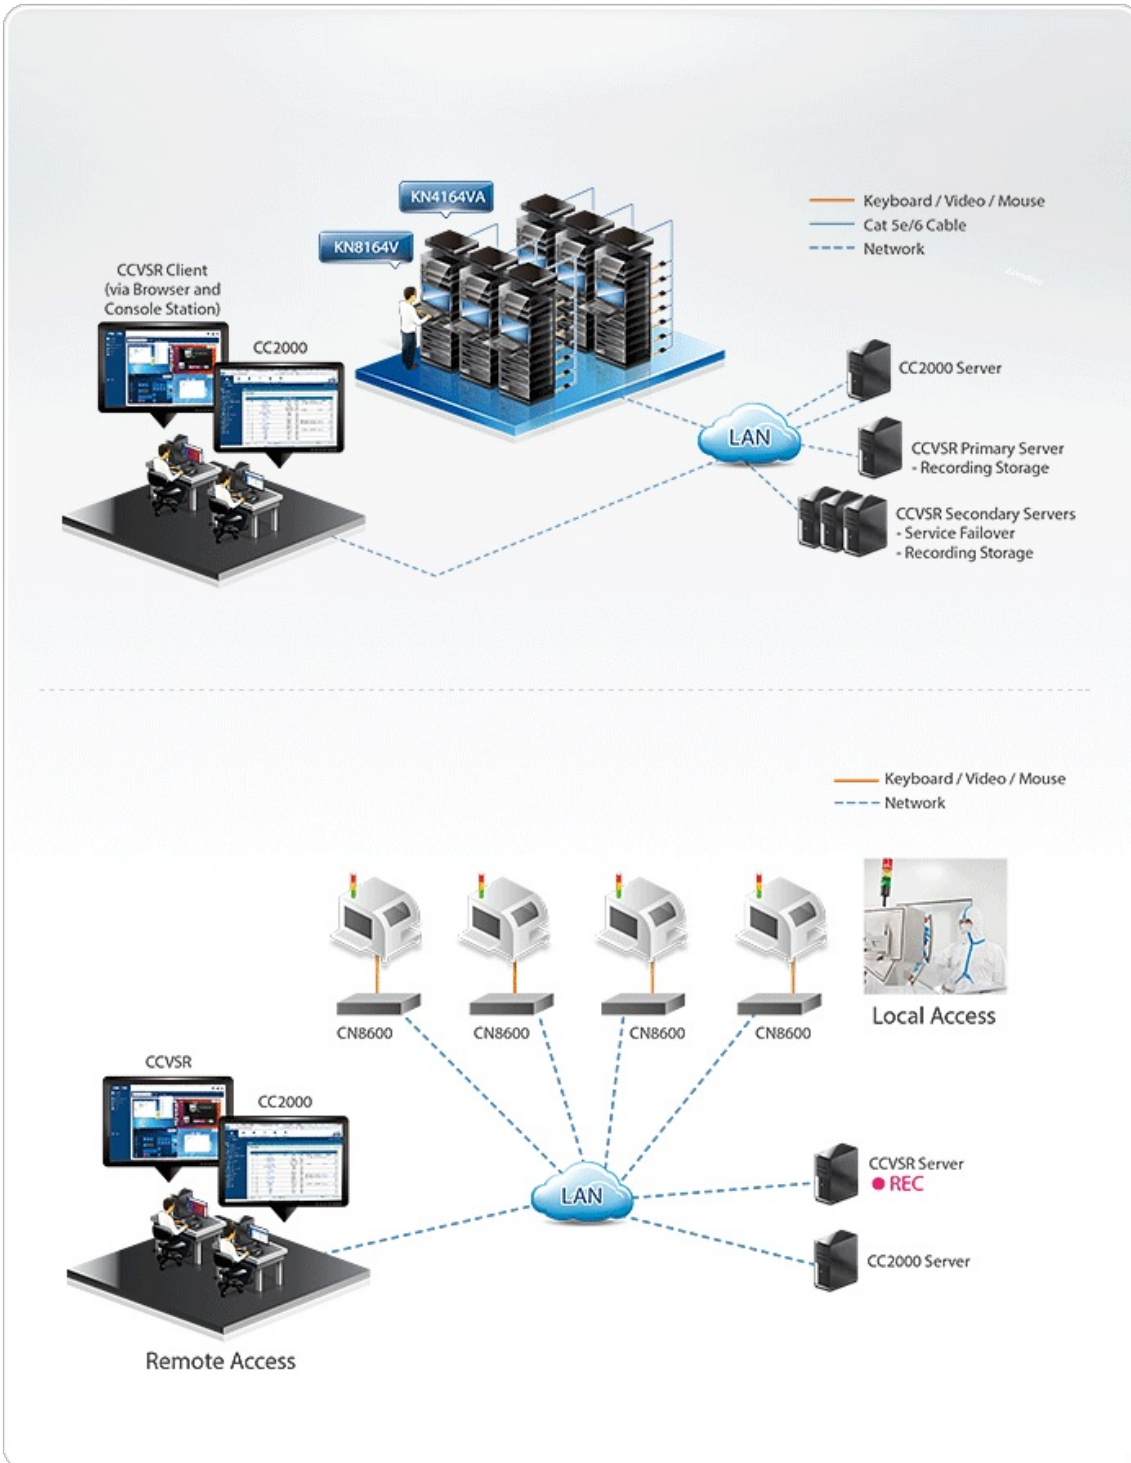 KN4164VA
KN8164V
Keyboard / Video / Mouse
Cat 5e/6 Cable
Network
CCVSR Client
(via Browser and
Console Station)
CC2000
LAN
CC2000 Server
CCVSR Primary Server
- Recording Storage
CCVSR Secondary Servers
- Service Failover
- Recording Storage
Keyboard / Video / Mouse
Network
CN8600
CN8600
CN8600
CN8600
Local Access
CCVSR
CC2000
LAN
CCVSR Server
● REC
CC2000 Server
Remote Access